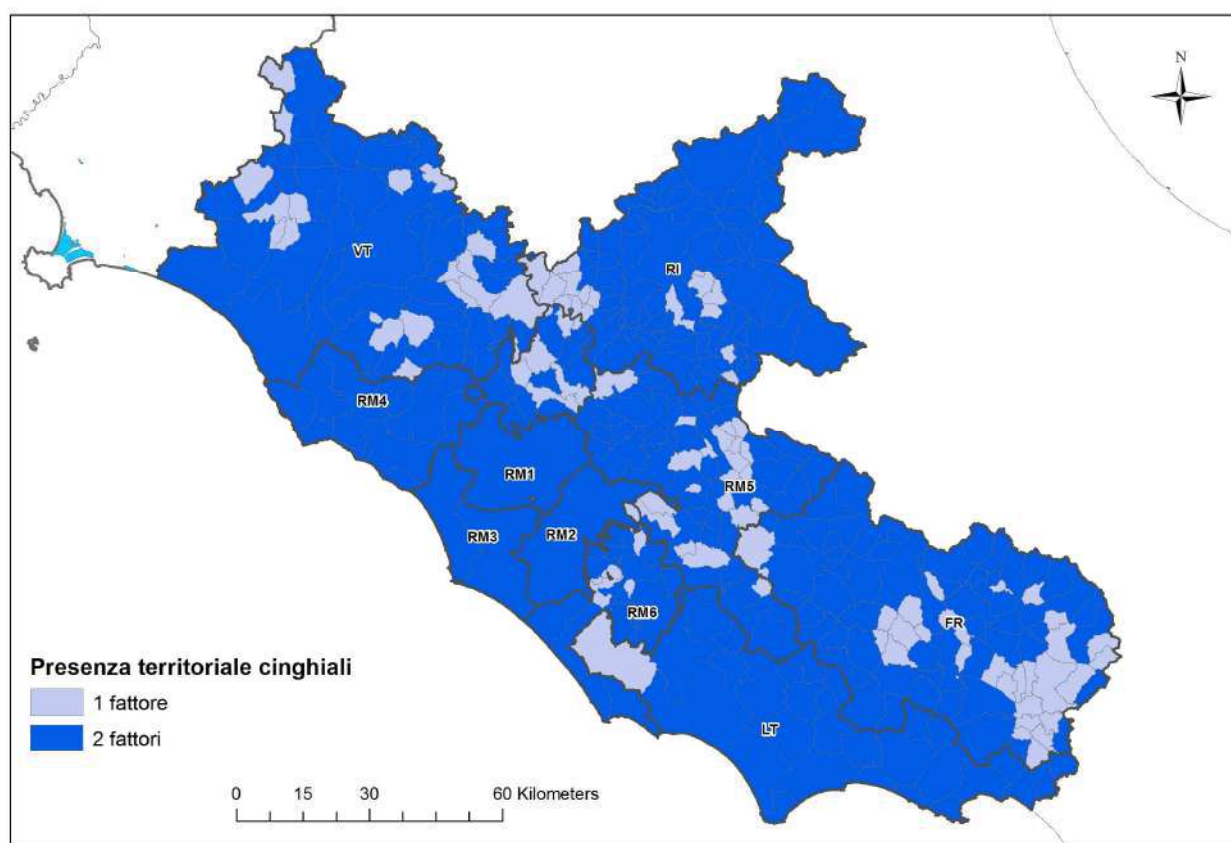 N
VT
RI
RM4
RM1
RM5
RM3
RM2
RM6
FR
LT
Presenza territoriale cinghiali
1 fattore
2 fattori
0 15 30 60 Kilometers